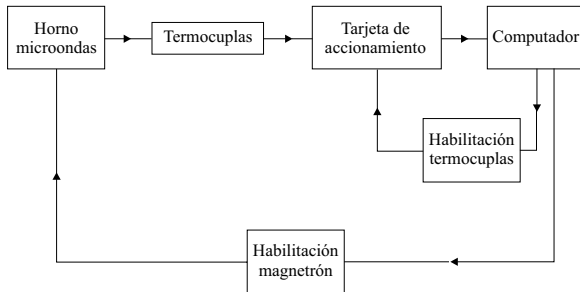 Horno
microondas
Termocuplas
Tarjeta de
accionamiento
Computador
Habilitación
termocuplas
Habilitación
magnetrón